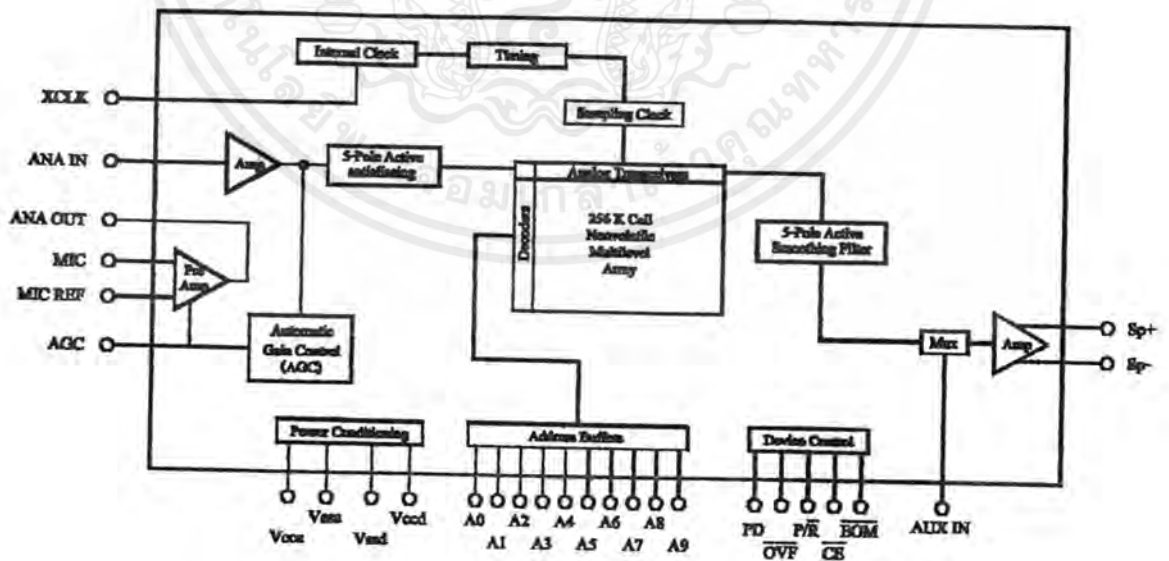 Internal Clock
Timing
XCLK
Sampling Clock
ANA IN
Amp
5-Pole Active
antialiasing
Analog Transceivers
Decoders
256 K Cell
Nonvolatile
Multilevel
Array
5-Pole Active
Smoothing Filter
ANA OUT
MIC
Pre
Amp
MIC REF
AGC
Automatic
Gain Control
(AGC)
Mux
Amp
Sp+
Sp-
Power Conditioning
Address Buffers
Device Control
Vcca
Vssa
Vssd
Vccd
A0
A1
A2
A3
A4
A5
A6
A7
A8
A9
PD
OVF
P/R
CE
EOM
AUX IN